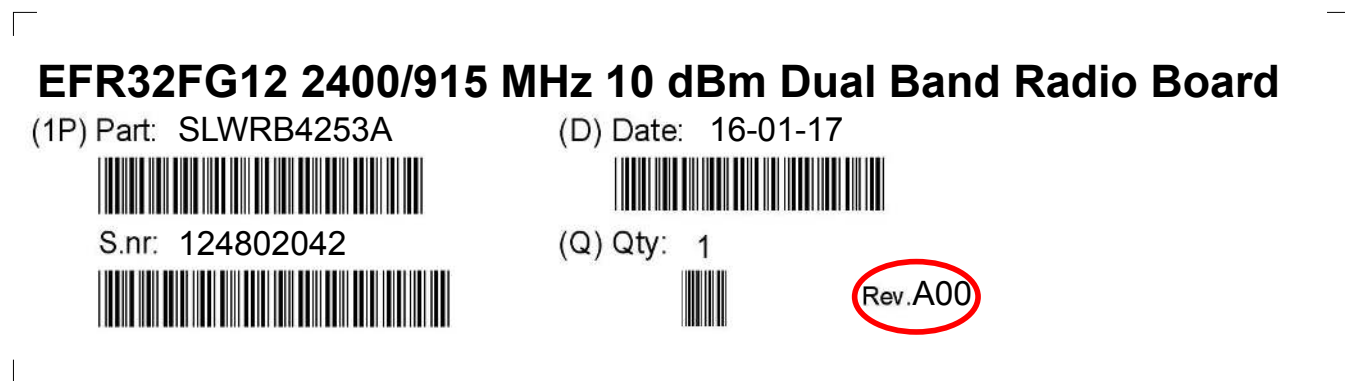 EFR32FG12 2400/915 MHz 10 dBm Dual Band Radio Board
(1P) Part: SLWRB4253A (D) Date: 16-01-17
S.nr: 124802042 (Q) Qty: 1
Rev.A00